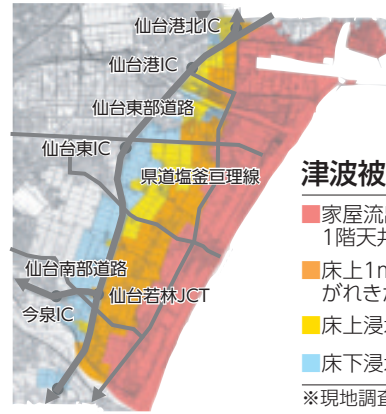 仙台港北IC
仙台港IC
仙台東部道路
仙台東IC
県道塩釜亘理線
津波被
家屋流
1階天井
床上1m
がれきが
仙台南部道路
仙台若林JCT
床上浸
今泉IC
床下浸
※現地調査